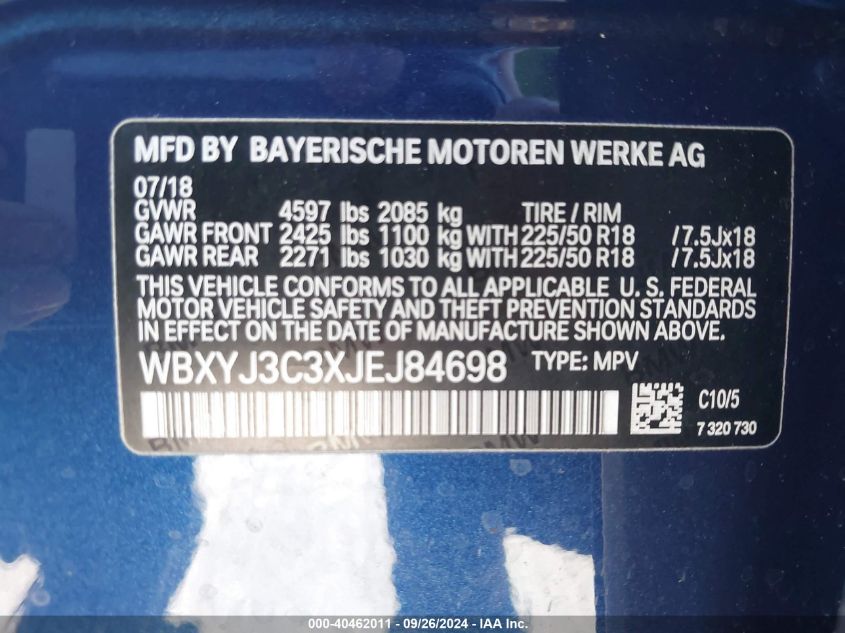 MFD BY BAYERISCHE MOTOREN WERKE AG
07/18
GVWR 4597 lbs 2085 kg TIRE / RIM
GAWR FRONT 2425 lbs 1100 kg WITH 225/50 R18 /7.5Jx18
GAWR REAR 2271 lbs 1030 kg WITH 225/50 R18 /7.5Jx18
THIS VEHICLE CONFORMS TO ALL APPLICABLE U. S. FEDERAL
MOTOR VEHICLE SAFETY AND THEFT PREVENTION STANDARDS
IN EFFECT ON THE DATE OF MANUFACTURE SHOWN ABOVE.
WBXYJ3C3XJEJ84698 TYPE: MPV
C10/5
7 320 730
000-40462011 - 09/26/2024 - IAA Inc.